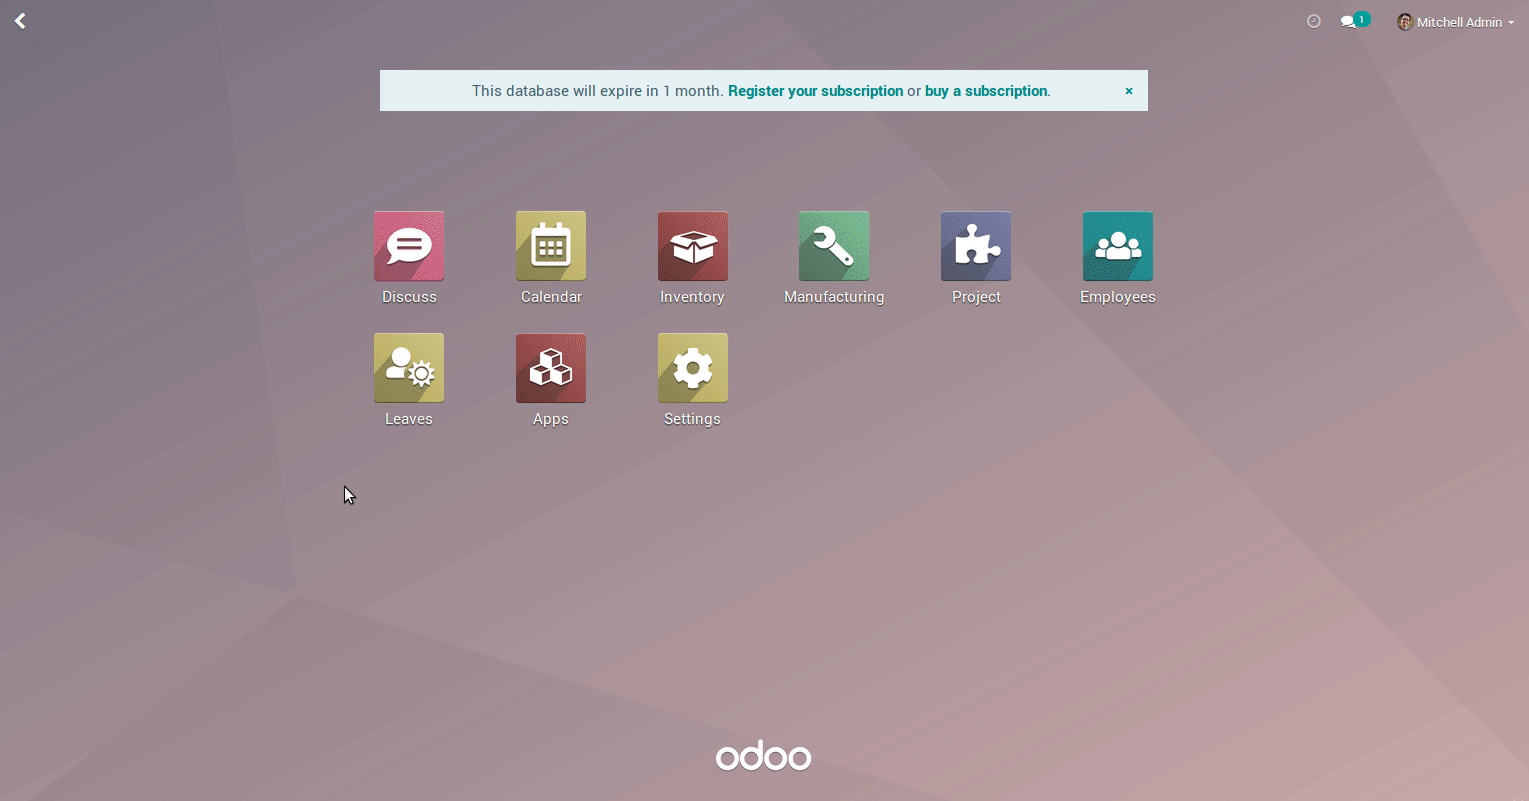 1
Mitchell Admin
This database will expire in 1 month. Register your subscription or buy a subscription.
×
Discuss
Calendar
Inventory
Manufacturing
Project
Employees
Leaves
Apps
Settings
odoo